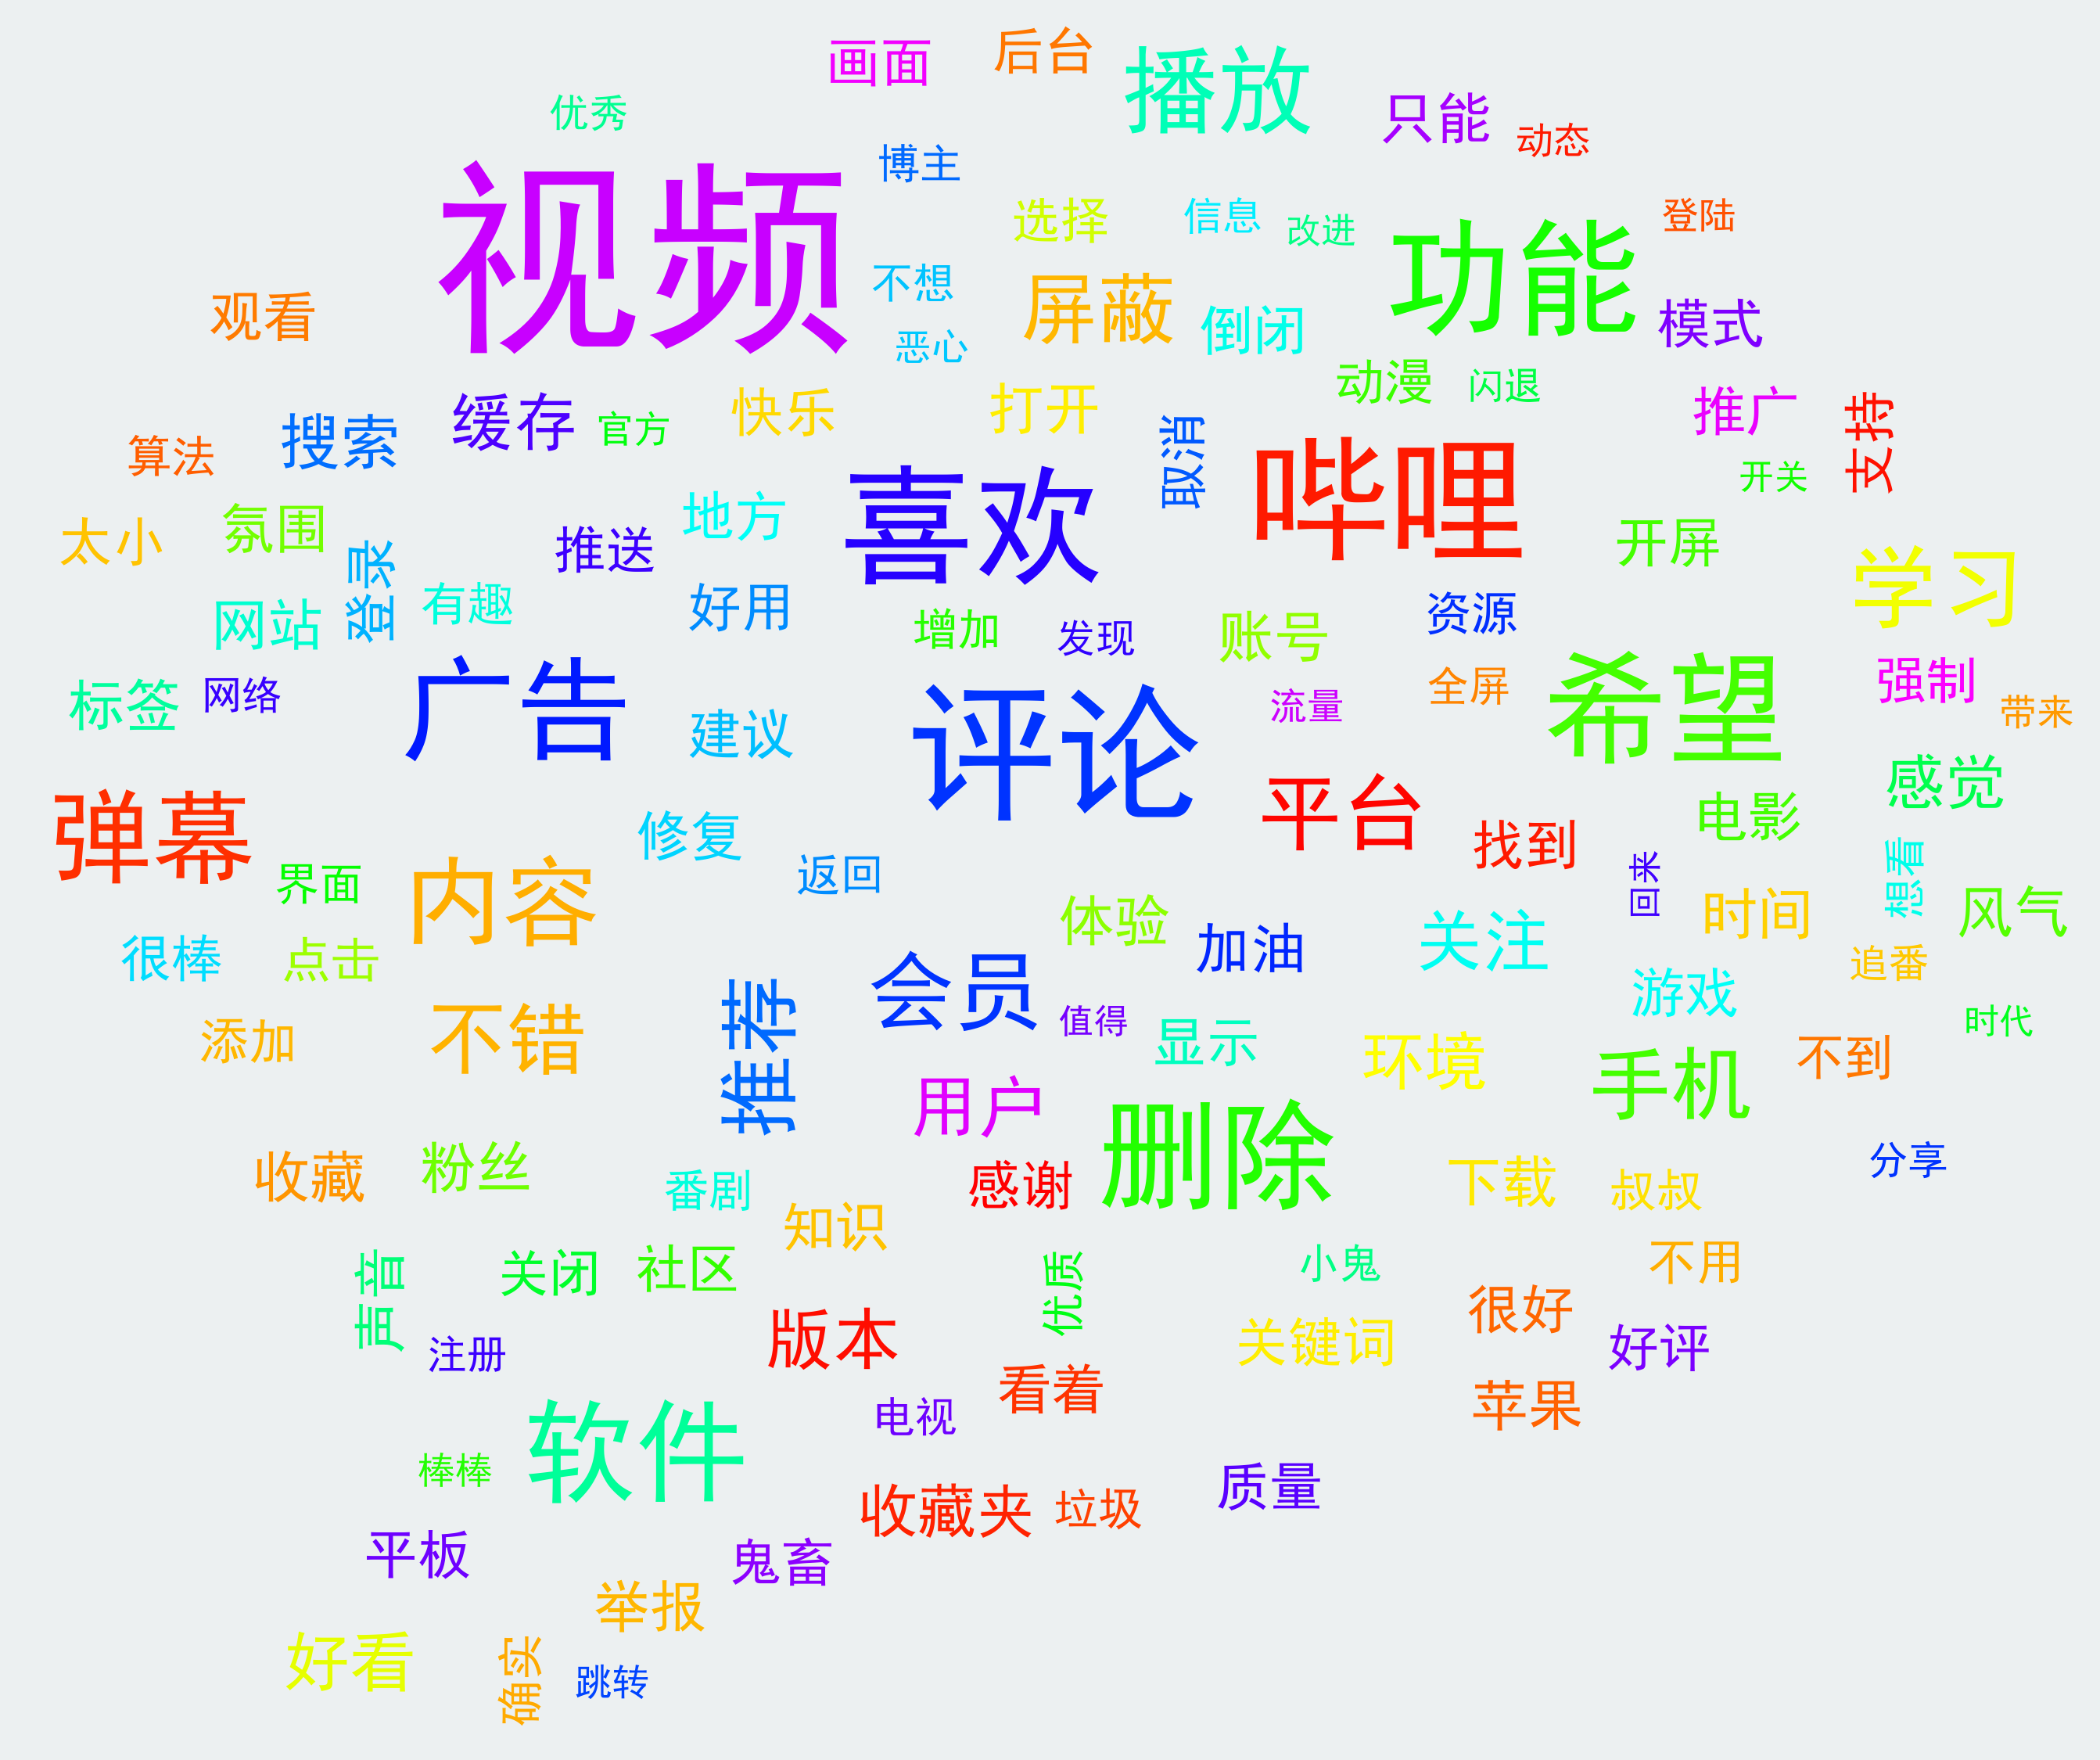 画面
后台
播放
优秀
只能
动态
博主
视频
选择
信息
改进
登陆
功能
不想
屏蔽
倒闭
模式
观看
恶心
动漫
闪退
缓存
快乐
打开
推广
支持
官方
搜索
算法
取消
喜欢
哔哩
开关
太小
氛围
登录
推送
地方
开屏
学习
网站
有趣
好用
增加
发现
账号
资源
标签
网络
广告
建议
评论
流量
全屏
希望
强制
带来
弹幕
修复
平台
找到
电影
感觉
界面
内容
返回
回来
想看
体验
关注
时间
风气
很棒
点击
加油
追番
会员
游戏
添加
不错
推荐
值得
显示
环境
手机
不到
时代
用户
删除
收藏
粉丝
番剧
感谢
下载
叔叔
分享
知识
声音
关闭
社区
优质
小鬼
不用
注册
版本
关键词
很好
好评
看着
苹果
软件
电视
棒棒
收藏夹
垃圾
质量
平板
鬼畜
举报
好看
确实
跳转